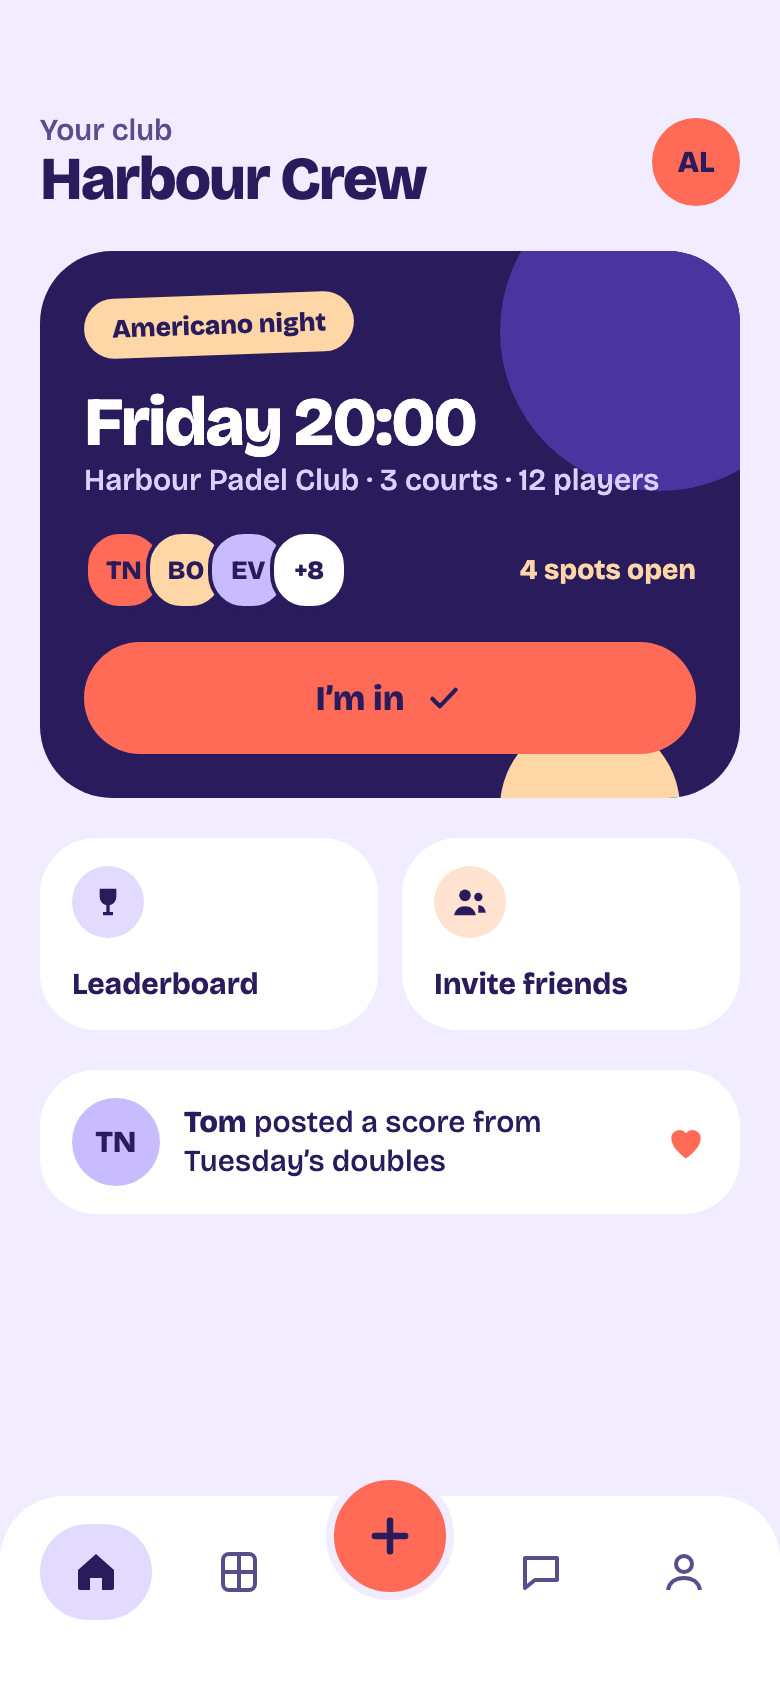 Your club
Harbour Crew
AL
Americano night
Friday 20:00
Harbour Padel Club · 3 courts · 12 players
TN
BO
EV
+8
4 spots open
I’m in
Leaderboard
Invite friends
TN
Tom posted a score from
Tuesday’s doubles